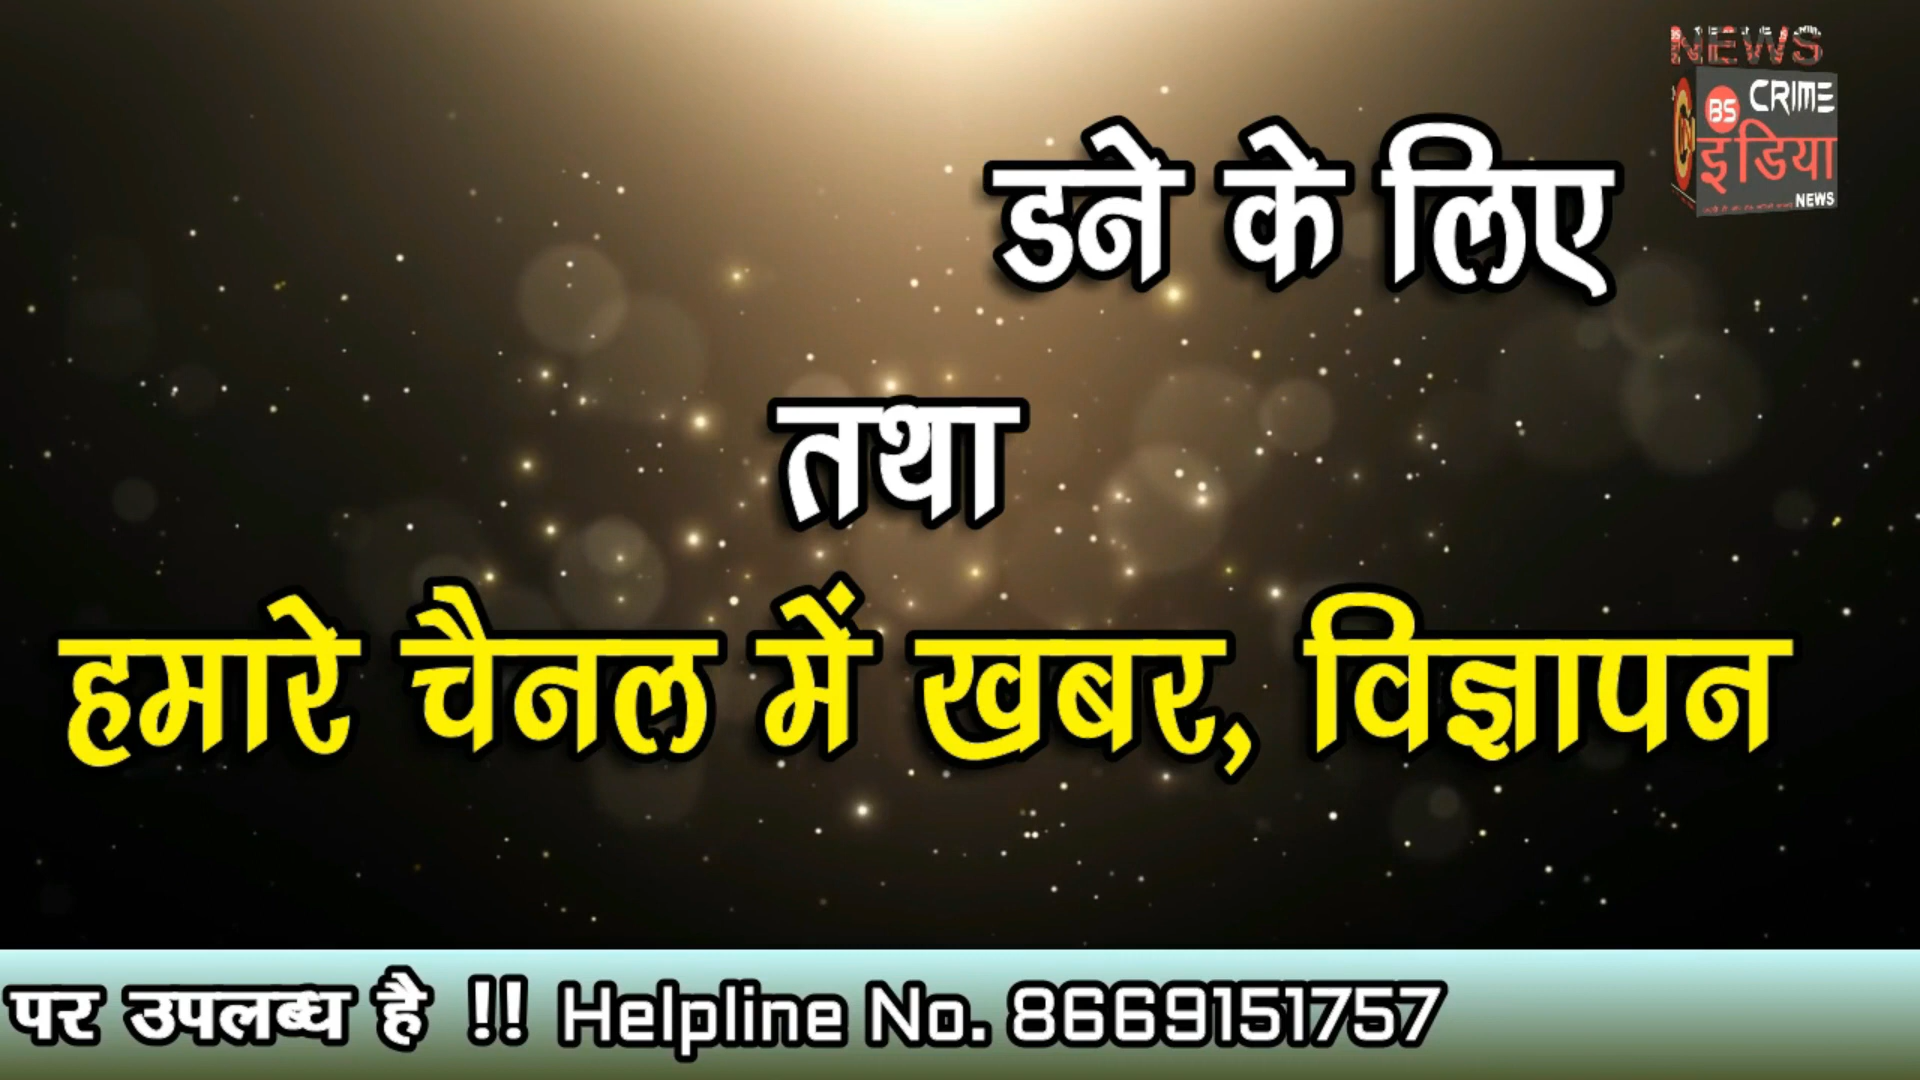 NEWS
BS CRIME
इंडिया
NEWS
डने के लिए
तथा
हमारे चैनल में खबर, विज्ञापन
पर उपलब्ध है !! Helpline No. 8669151757